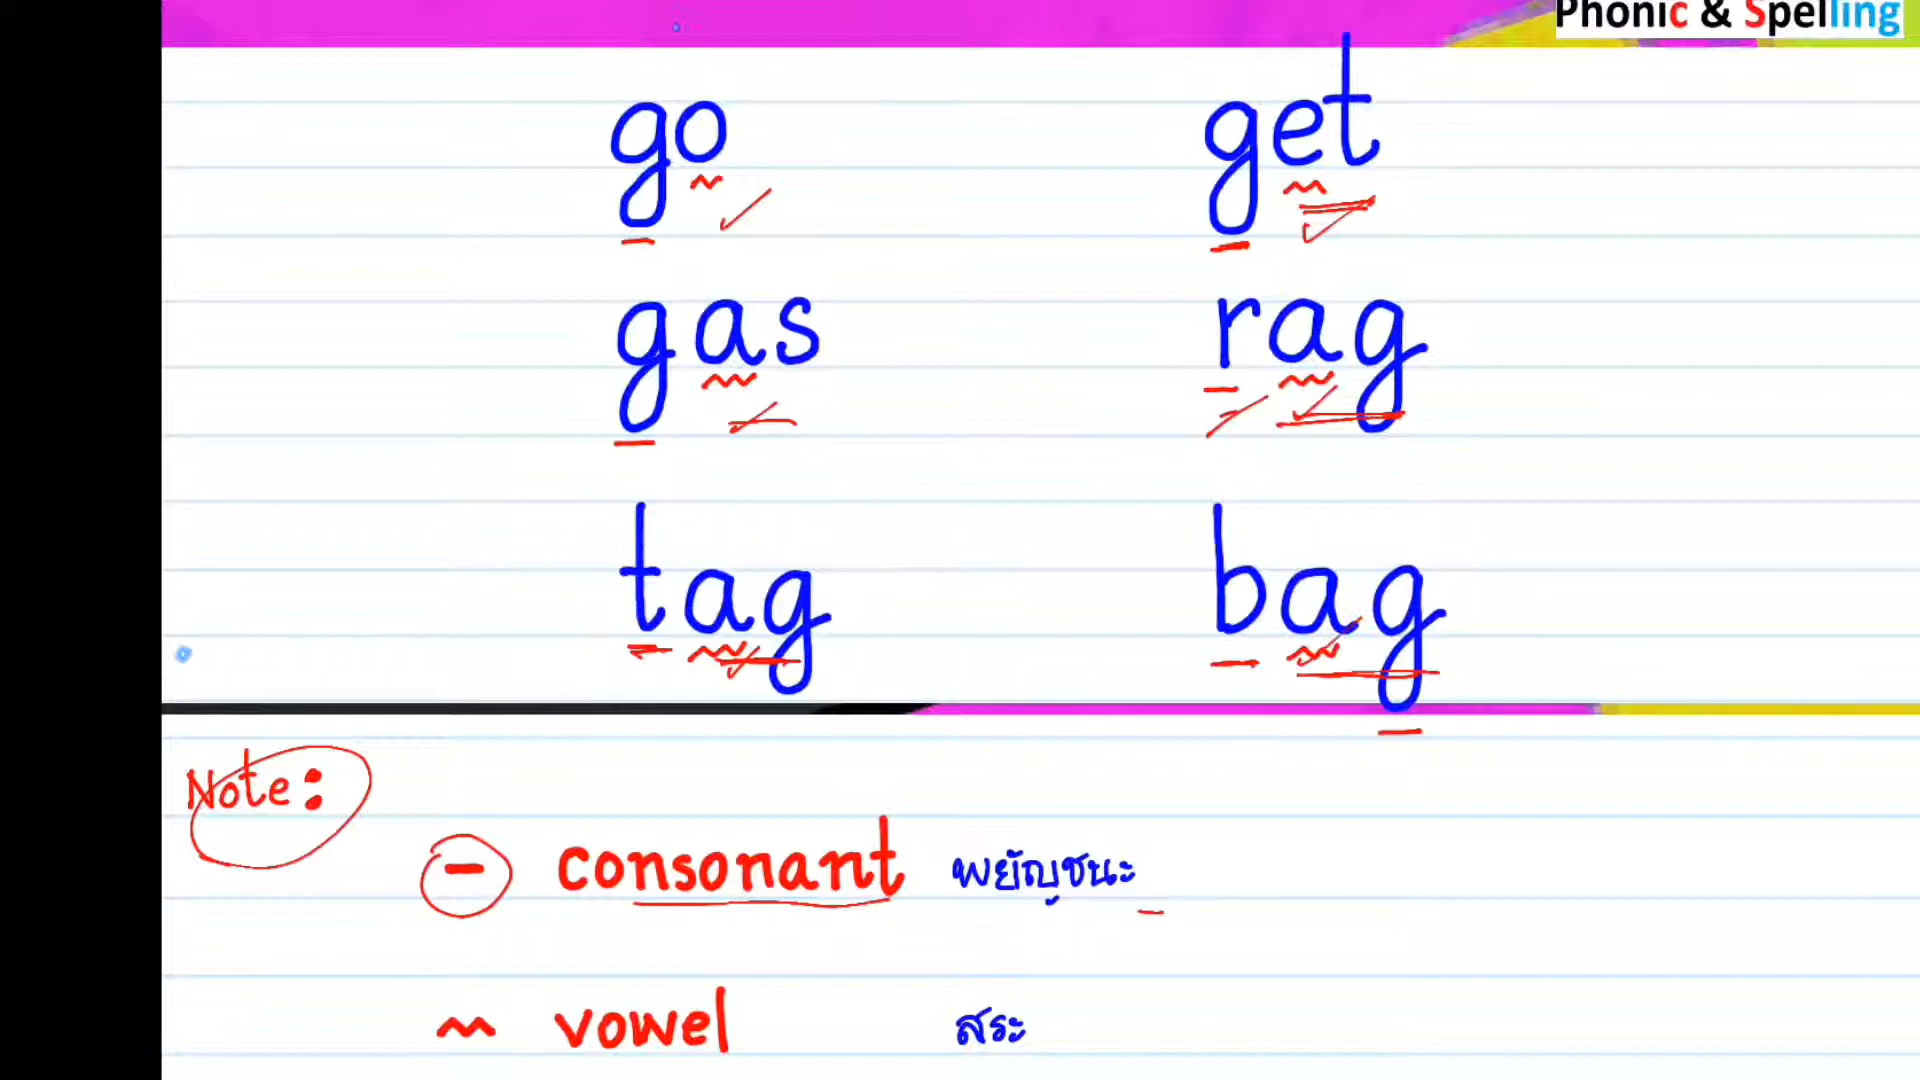 Phonic & Spelling
go get
gas rag
tag bag
Note:
- consonant พยัญชนะ
vowel สระ